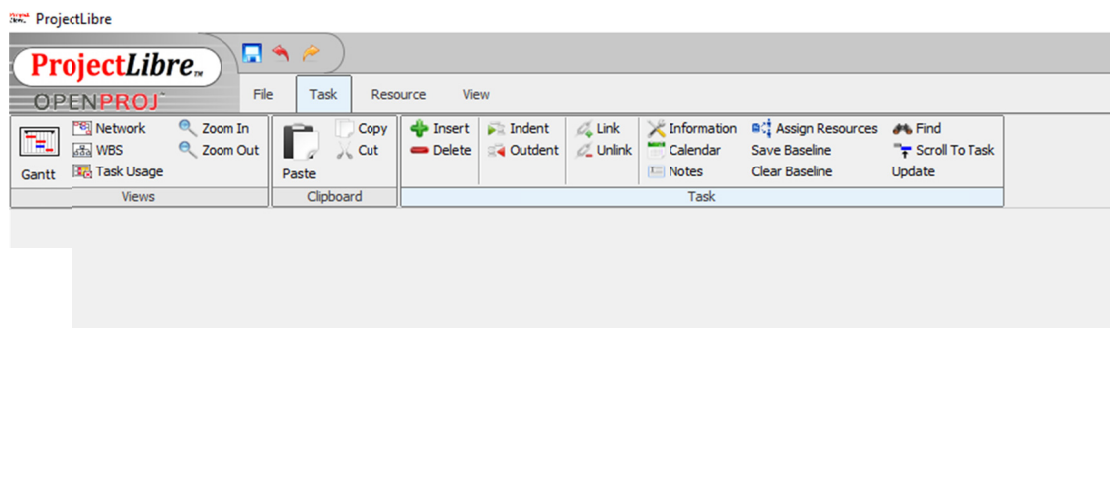 ProjectLibre
ProjectLibre™
OPENPROJ
File Task Resource View
Network Zoom In Copy Insert Indent Link Information Assign Resources Find
WBS Zoom Out Cut Delete Outdent Unlink Calendar Save Baseline Scroll To Task
Gantt Task Usage Paste Notes Clear Baseline Update
Views Clipboard Task